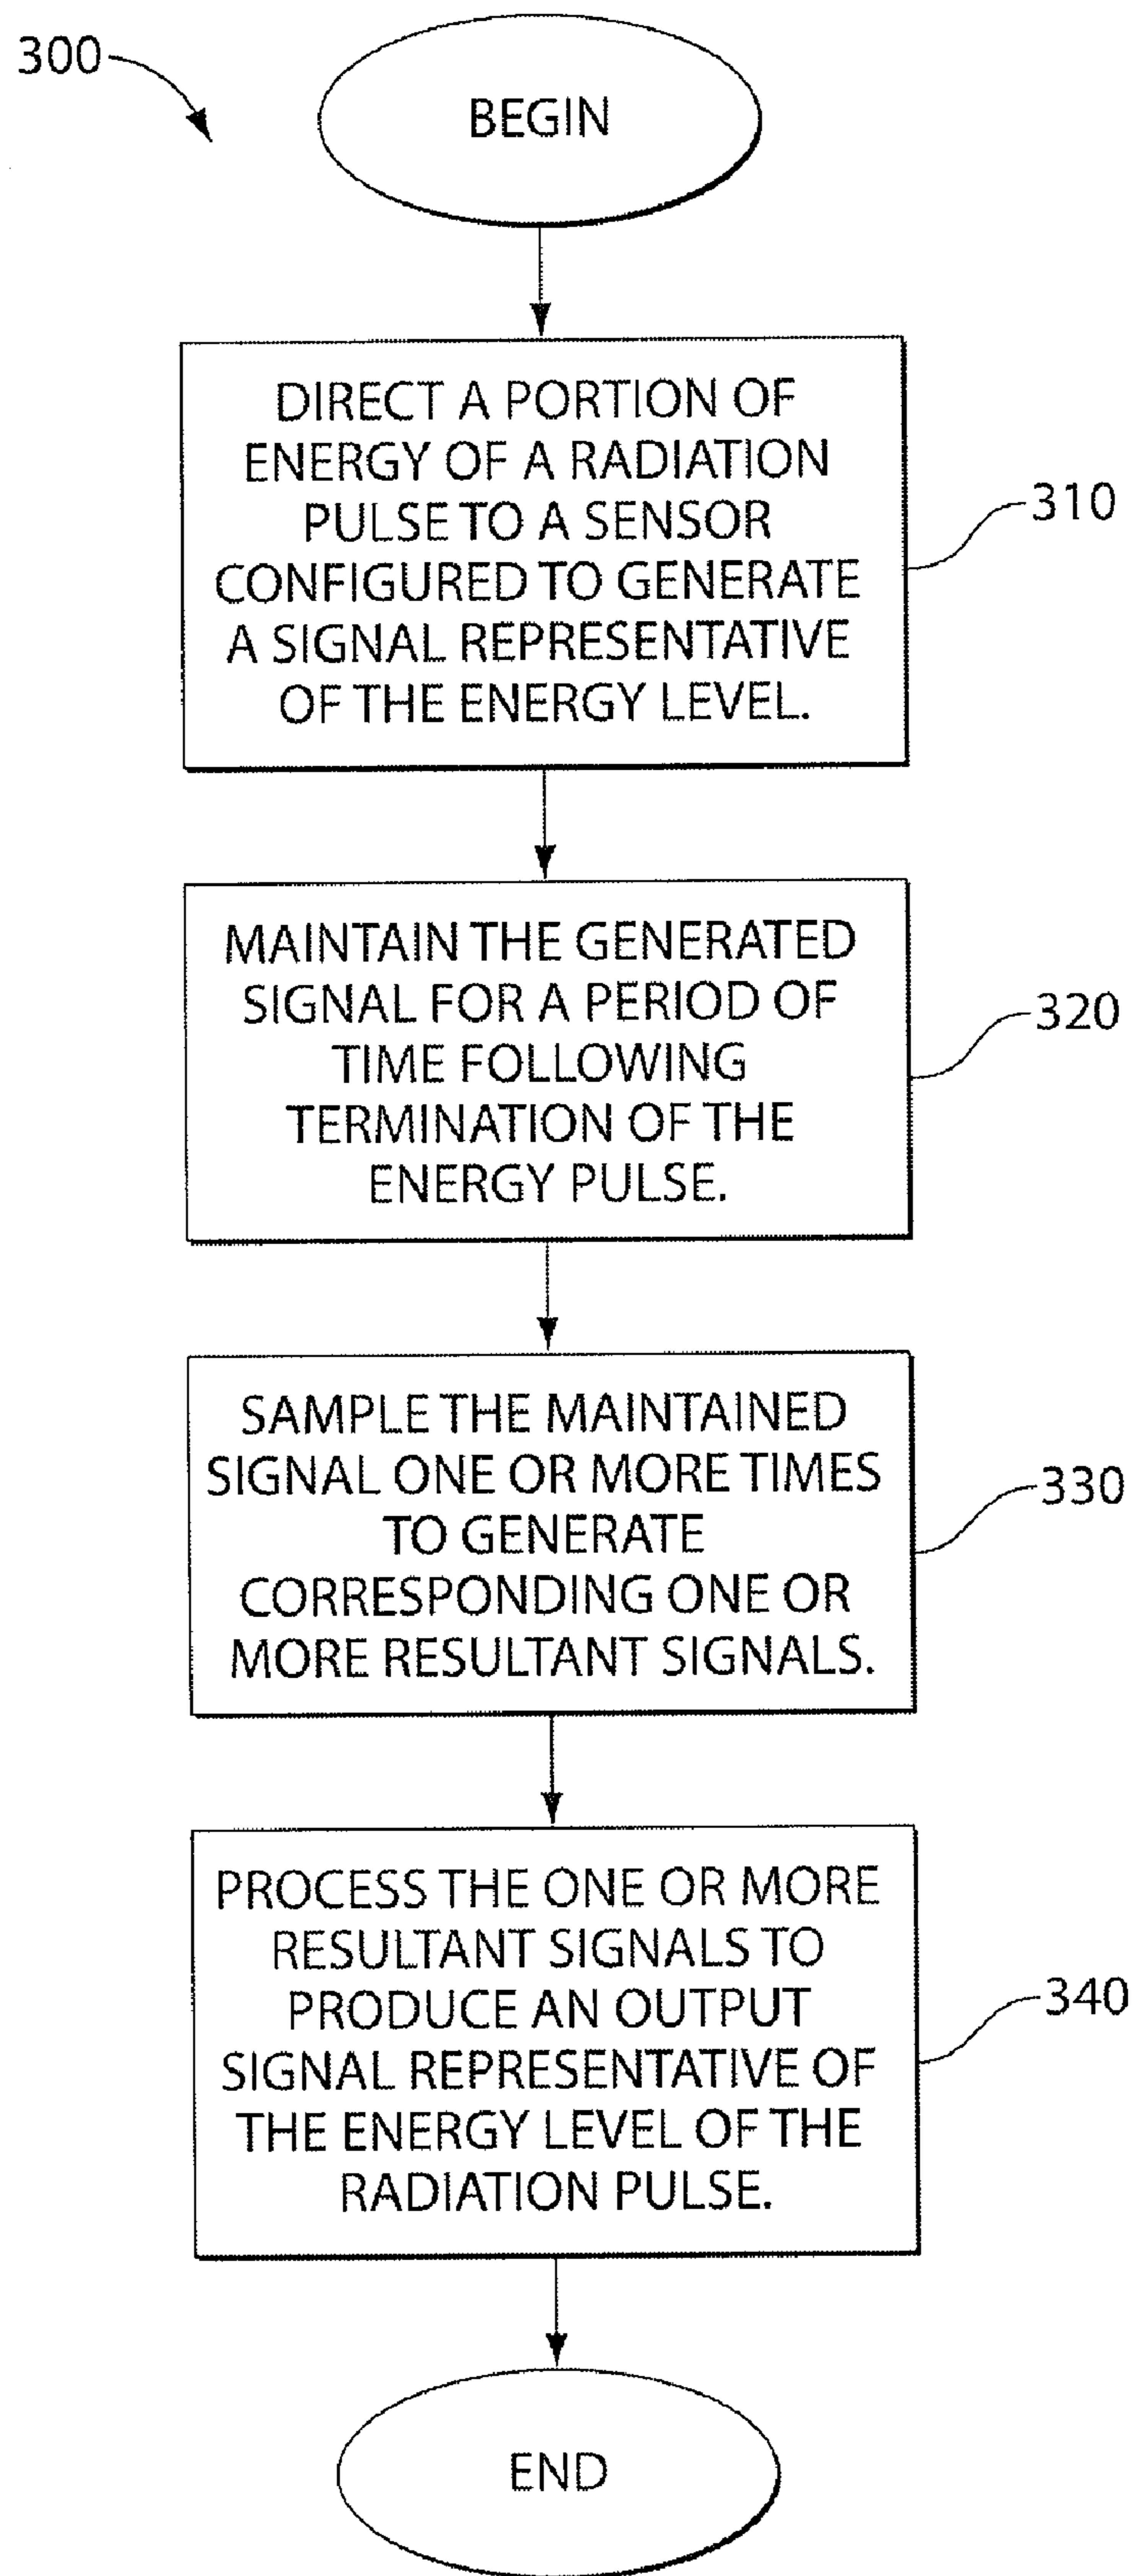 300
BEGIN
DIRECT A PORTION OF
ENERGY OF A RADIATION
PULSE TO A SENSOR
CONFIGURED TO GENERATE
A SIGNAL REPRESENTATIVE
OF THE ENERGY LEVEL.
310
MAINTAIN THE GENERATED
SIGNAL FOR A PERIOD OF
TIME FOLLOWING
TERMINATION OF THE
ENERGY PULSE.
320
SAMPLE THE MAINTAINED
SIGNAL ONE OR MORE TIMES
TO GENERATE
CORRESPONDING ONE OR
MORE RESULTANT SIGNALS.
330
PROCESS THE ONE OR MORE
RESULTANT SIGNALS TO
PRODUCE AN OUTPUT
SIGNAL REPRESENTATIVE OF
THE ENERGY LEVEL OF THE
RADIATION PULSE.
340
END